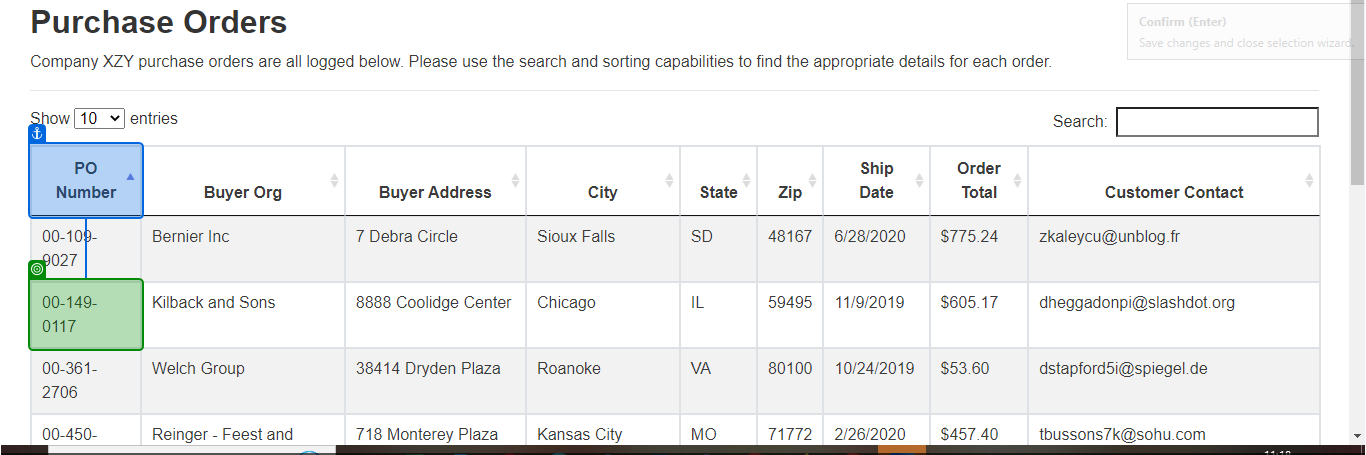 Purchase Orders
Confirm (Enter)
Save changes and close selection wizard.
Company XZY purchase orders are all logged below. Please use the search and sorting capabilities to find the appropriate details for each order.
Show 10 entries
Search:
PO Number Buyer Org Buyer Address City State Zip Ship Date Order Total Customer Contact
00-109-9027 Bernier Inc 7 Debra Circle Sioux Falls SD 48167 6/28/2020 $775.24 zkaleycu@unblog.fr
00-149-0117 Kilback and Sons 8888 Coolidge Center Chicago IL 59495 11/9/2019 $605.17 dheggadonpi@slashdot.org
00-361-2706 Welch Group 38414 Dryden Plaza Roanoke VA 80100 10/24/2019 $53.60 dstapford5i@spiegel.de
00-450- Reinger - Feest and 718 Monterey Plaza Kansas City MO 71772 2/26/2020 $457.40 tbussons7k@sohu.com